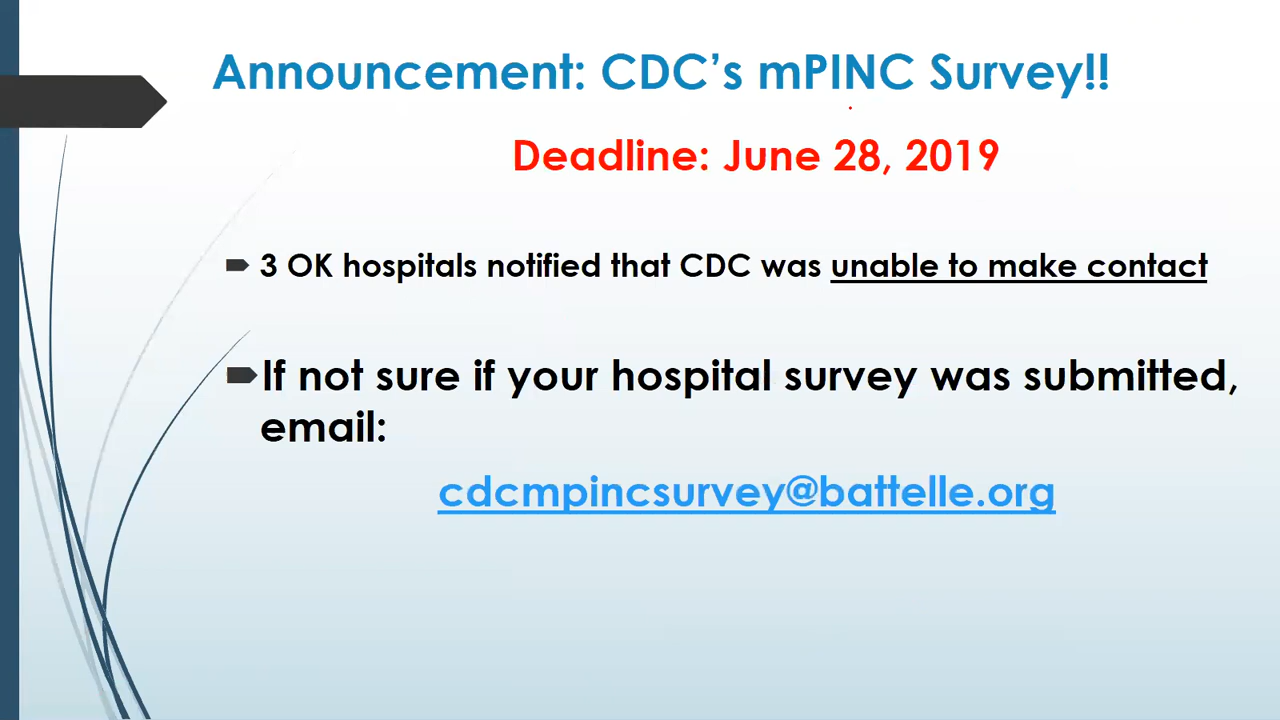 Announcement: CDC’s mPINC Survey!!
Deadline: June 28, 2019
3 OK hospitals notified that CDC was unable to make contact
If not sure if your hospital survey was submitted,
email:
cdcmpincsurvey@battelle.org